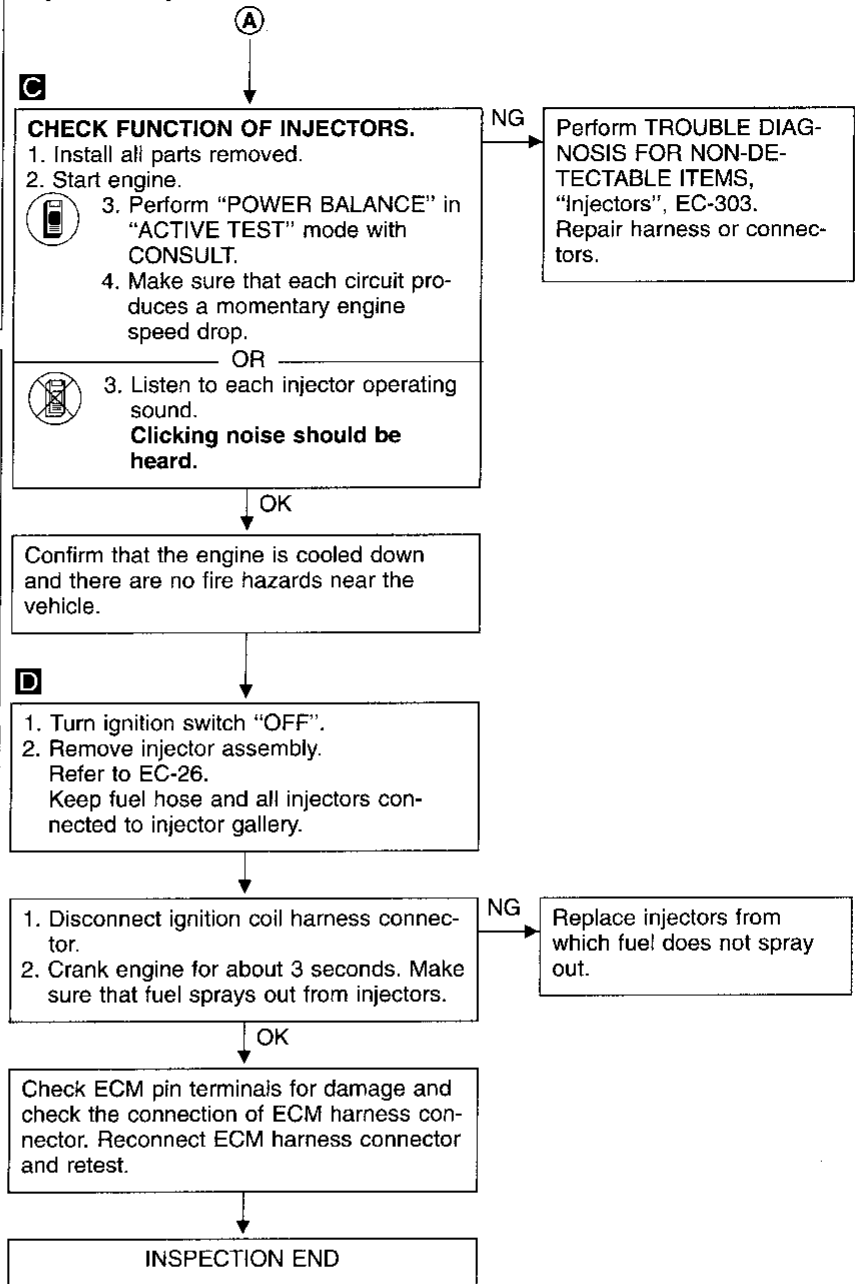 A
C
CHECK FUNCTION OF INJECTORS.
1. Install all parts removed.
2. Start engine.
3. Perform “POWER BALANCE” in
“ACTIVE TEST” mode with
CONSULT.
4. Make sure that each circuit pro-
duces a momentary engine
speed drop.
OR
3. Listen to each injector operating
sound.
Clicking noise should be
heard.
NG
Perform TROUBLE DIAG-
NOSIS FOR NON-DE-
TECTABLE ITEMS,
“Injectors”, EC-303.
Repair harness or connec-
tors.
OK
Confirm that the engine is cooled down
and there are no fire hazards near the
vehicle.
D
1. Turn ignition switch “OFF”.
2. Remove injector assembly.
Refer to EC-26.
Keep fuel hose and all injectors con-
nected to injector gallery.
1. Disconnect ignition coil harness connec-
tor.
2. Crank engine for about 3 seconds. Make
sure that fuel sprays out from injectors.
NG
Replace injectors from
which fuel does not spray
out.
OK
Check ECM pin terminals for damage and
check the connection of ECM harness con-
nector. Reconnect ECM harness connector
and retest.
INSPECTION END